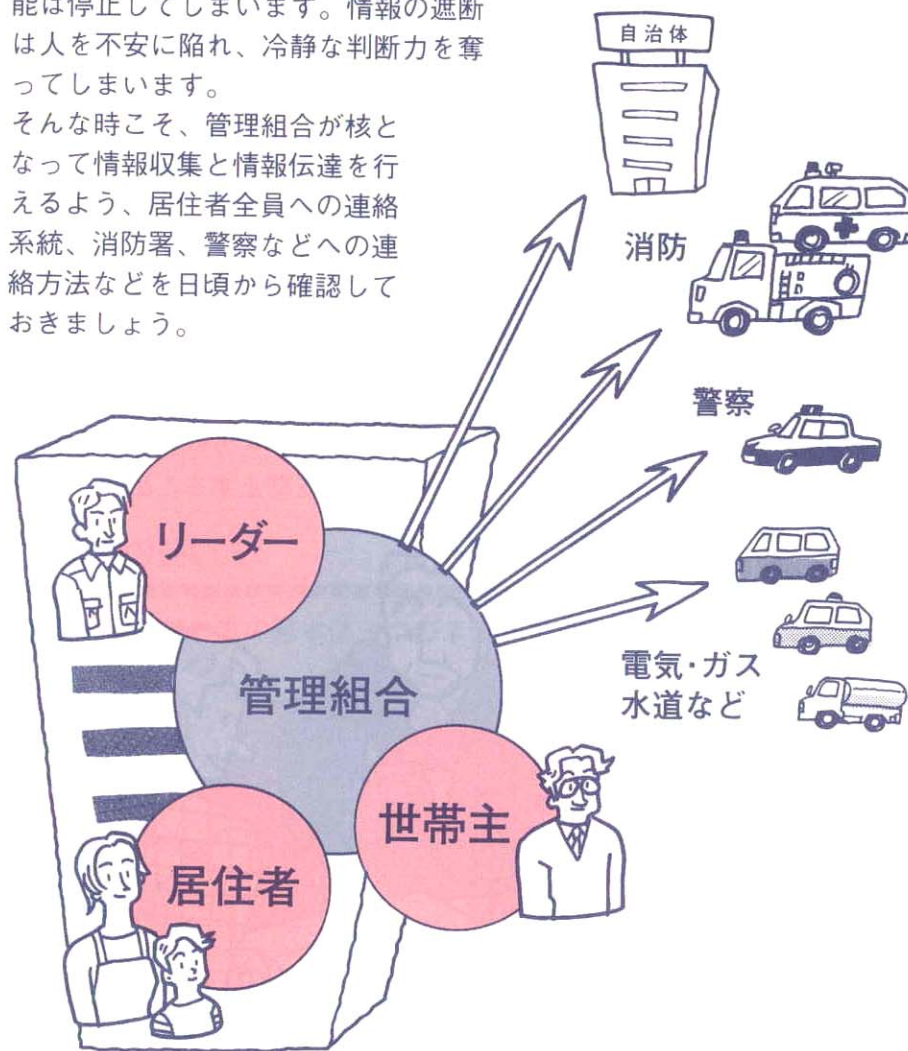 能は停止してしまいます。情報の遮断
は人を不安に陥れ、冷静な判断力を奪
ってしまいます。
そんな時こそ、管理組合が核と
なって情報収集と情報伝達を行
えるよう、居住者全員への連絡
系統、消防署、警察などへの連
絡方法などを日頃から確認して
おきましょう。
自治体
消防
警察
電気・ガス
水道など
リーダー
管理組合
世帯主
居住者